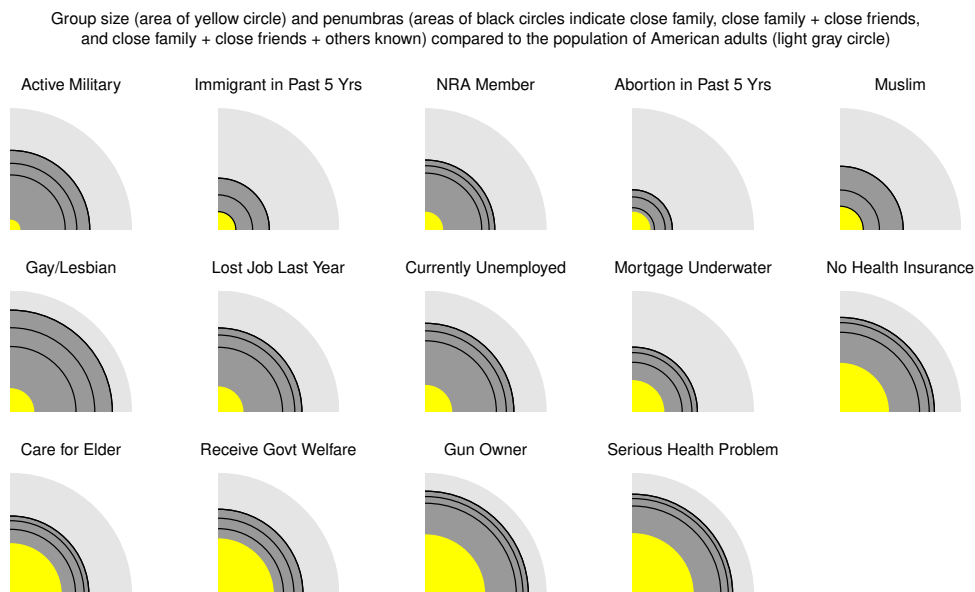 Group size (area of yellow circle) and penumbras (areas of black circles indicate close family, close family + close friends,
and close family + close friends + others known) compared to the population of American adults (light gray circle)
Active Military
Immigrant in Past 5 Yrs
NRA Member
Abortion in Past 5 Yrs
Muslim
Gay/Lesbian
Lost Job Last Year
Currently Unemployed
Mortgage Underwater
No Health Insurance
Care for Elder
Receive Govt Welfare
Gun Owner
Serious Health Problem